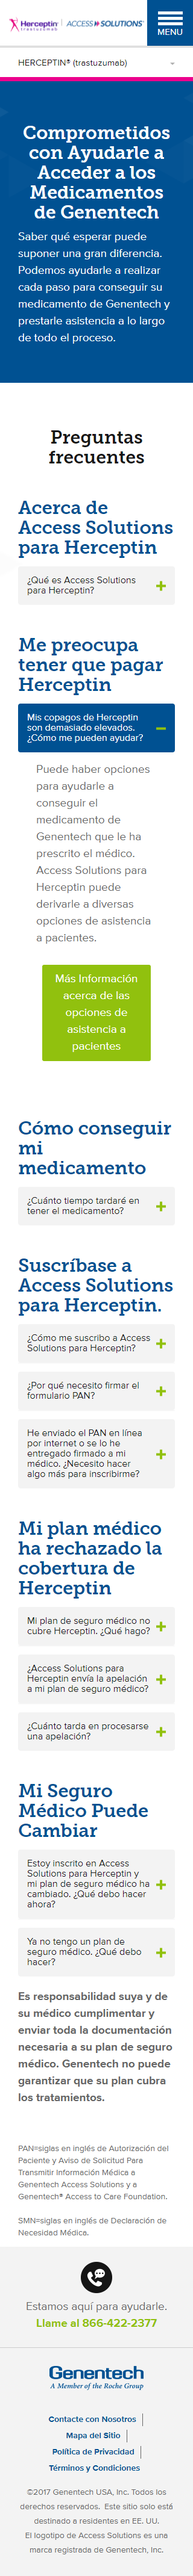 Herceptin
trastuzumab
ACCESS SOLUTIONS
MENU
HERCEPTIN® (trastuzumab)
Comprometidos
con Ayudarle a
Acceder a los
Medicamentos
de Genentech
Saber qué esperar puede
suponer una gran diferencia.
Podemos ayudarle a realizar
cada paso para conseguir su
medicamento de Genentech y
prestarle asistencia a lo largo
de todo el proceso.
Preguntas
frecuentes
Acerca de
Access Solutions
para Herceptin
¿Qué es Access Solutions
para Herceptin?
Me preocupa
tener que pagar
Herceptin
Mis copagos de Herceptin
son demasiado elevados.
¿Cómo me pueden ayudar?
Puede haber opciones
para ayudarle a
conseguir el
medicamento de
Genentech que le ha
prescrito el médico.
Access Solutions para
Herceptin puede
derivarle a diversas
opciones de asistencia
a pacientes.
Más Información
acerca de las
opciones de
asistencia a
pacientes
Cómo conseguir
mi
medicamento
¿Cuánto tiempo tardaré en
tener el medicamento?
Suscríbase a
Access Solutions
para Herceptin.
¿Cómo me suscribo a Access
Solutions para Herceptin?
¿Por qué necesito firmar el
formulario PAN?
He enviado el PAN en línea
por internet o se lo he
entregado firmado a mi
médico. ¿Necesito hacer
algo más para inscribirme?
Mi plan médico
ha rechazado la
cobertura de
Herceptin
Mi plan de seguro médico no
cubre Herceptin. ¿Qué hago?
¿Access Solutions para
Herceptin envía la apelación
a mi plan de seguro médico?
¿Cuánto tarda en procesarse
una apelación?
Mi Seguro
Médico Puede
Cambiar
Estoy inscrito en Access
Solutions para Herceptin y
mi plan de seguro médico ha
cambiado. ¿Qué debo hacer
ahora?
Ya no tengo un plan de
seguro médico. ¿Qué debo
hacer?
Es responsabilidad suya y de
su médico cumplimentar y
enviar toda la documentación
necesaria a su plan de seguro
médico. Genentech no puede
garantizar que su plan cubra
los tratamientos.
PAN=siglas en inglés de Autorización del
Paciente y Aviso de Solicitud Para
Transmitir Información Médica a
Genentech Access Solutions y a
Genentech® Access to Care Foundation.
SMN=siglas en inglés de Declaración de
Necesidad Médica.
Estamos aquí para ayudarle.
Llame al 866-422-2377
Genentech
A Member of the Roche Group
Contacte con Nosotros
Mapa del Sitio
Política de Privacidad
Términos y Condiciones
©2017 Genentech USA, Inc. Todos los
derechos reservados. Este sitio solo está
destinado a residentes en EE. UU.
El logotipo de Access Solutions es una
marca registrada de Genentech, Inc.